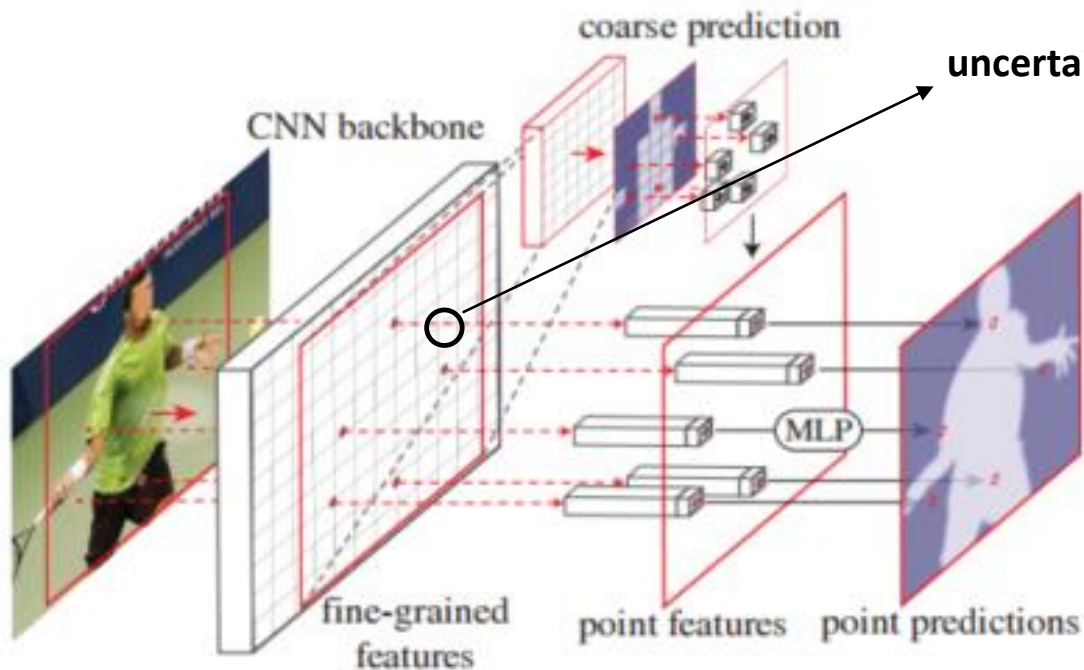 coarse prediction
uncerta
CNN backbone
MLP
fine-grained
features
point features
point predictions